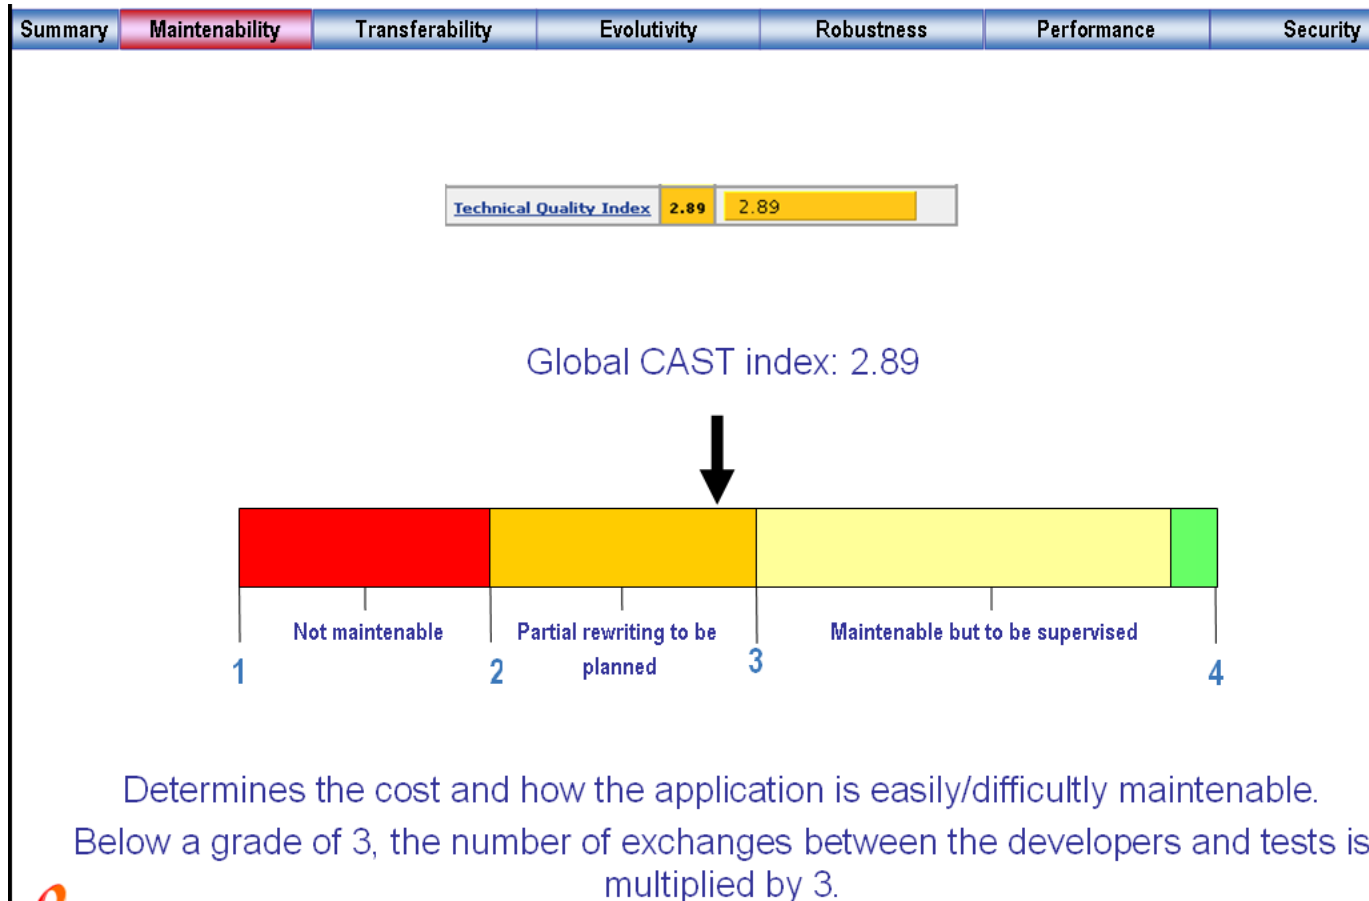 Summary Maintenability Transferability Evolutivity Robustness Performance Security
Technical Quality Index 2.89 2.89
Global CAST index: 2.89
Not maintenable Partial rewriting to be Maintenable but to be supervised
planned
1 2 3 4
Determines the cost and how the application is easily/difficultly maintenable.
Below a grade of 3, the number of exchanges between the developers and tests is
multiplied by 3.